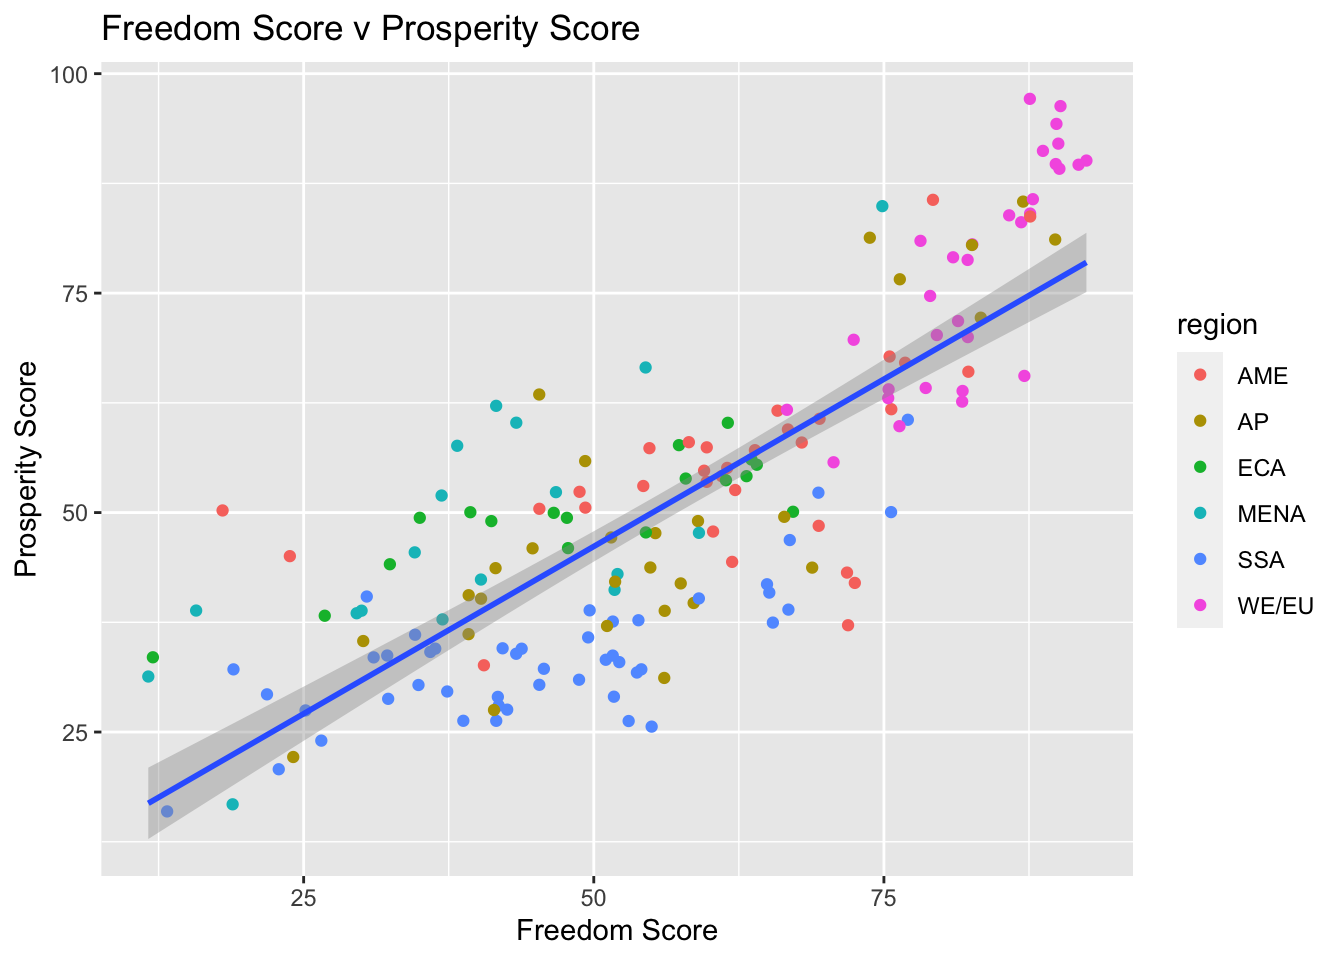 Freedom Score v Prosperity Score
100
75
50
25
Prosperity Score
25 50 75
Freedom Score
region
AME
AP
ECA
MENA
SSA
WE/EU